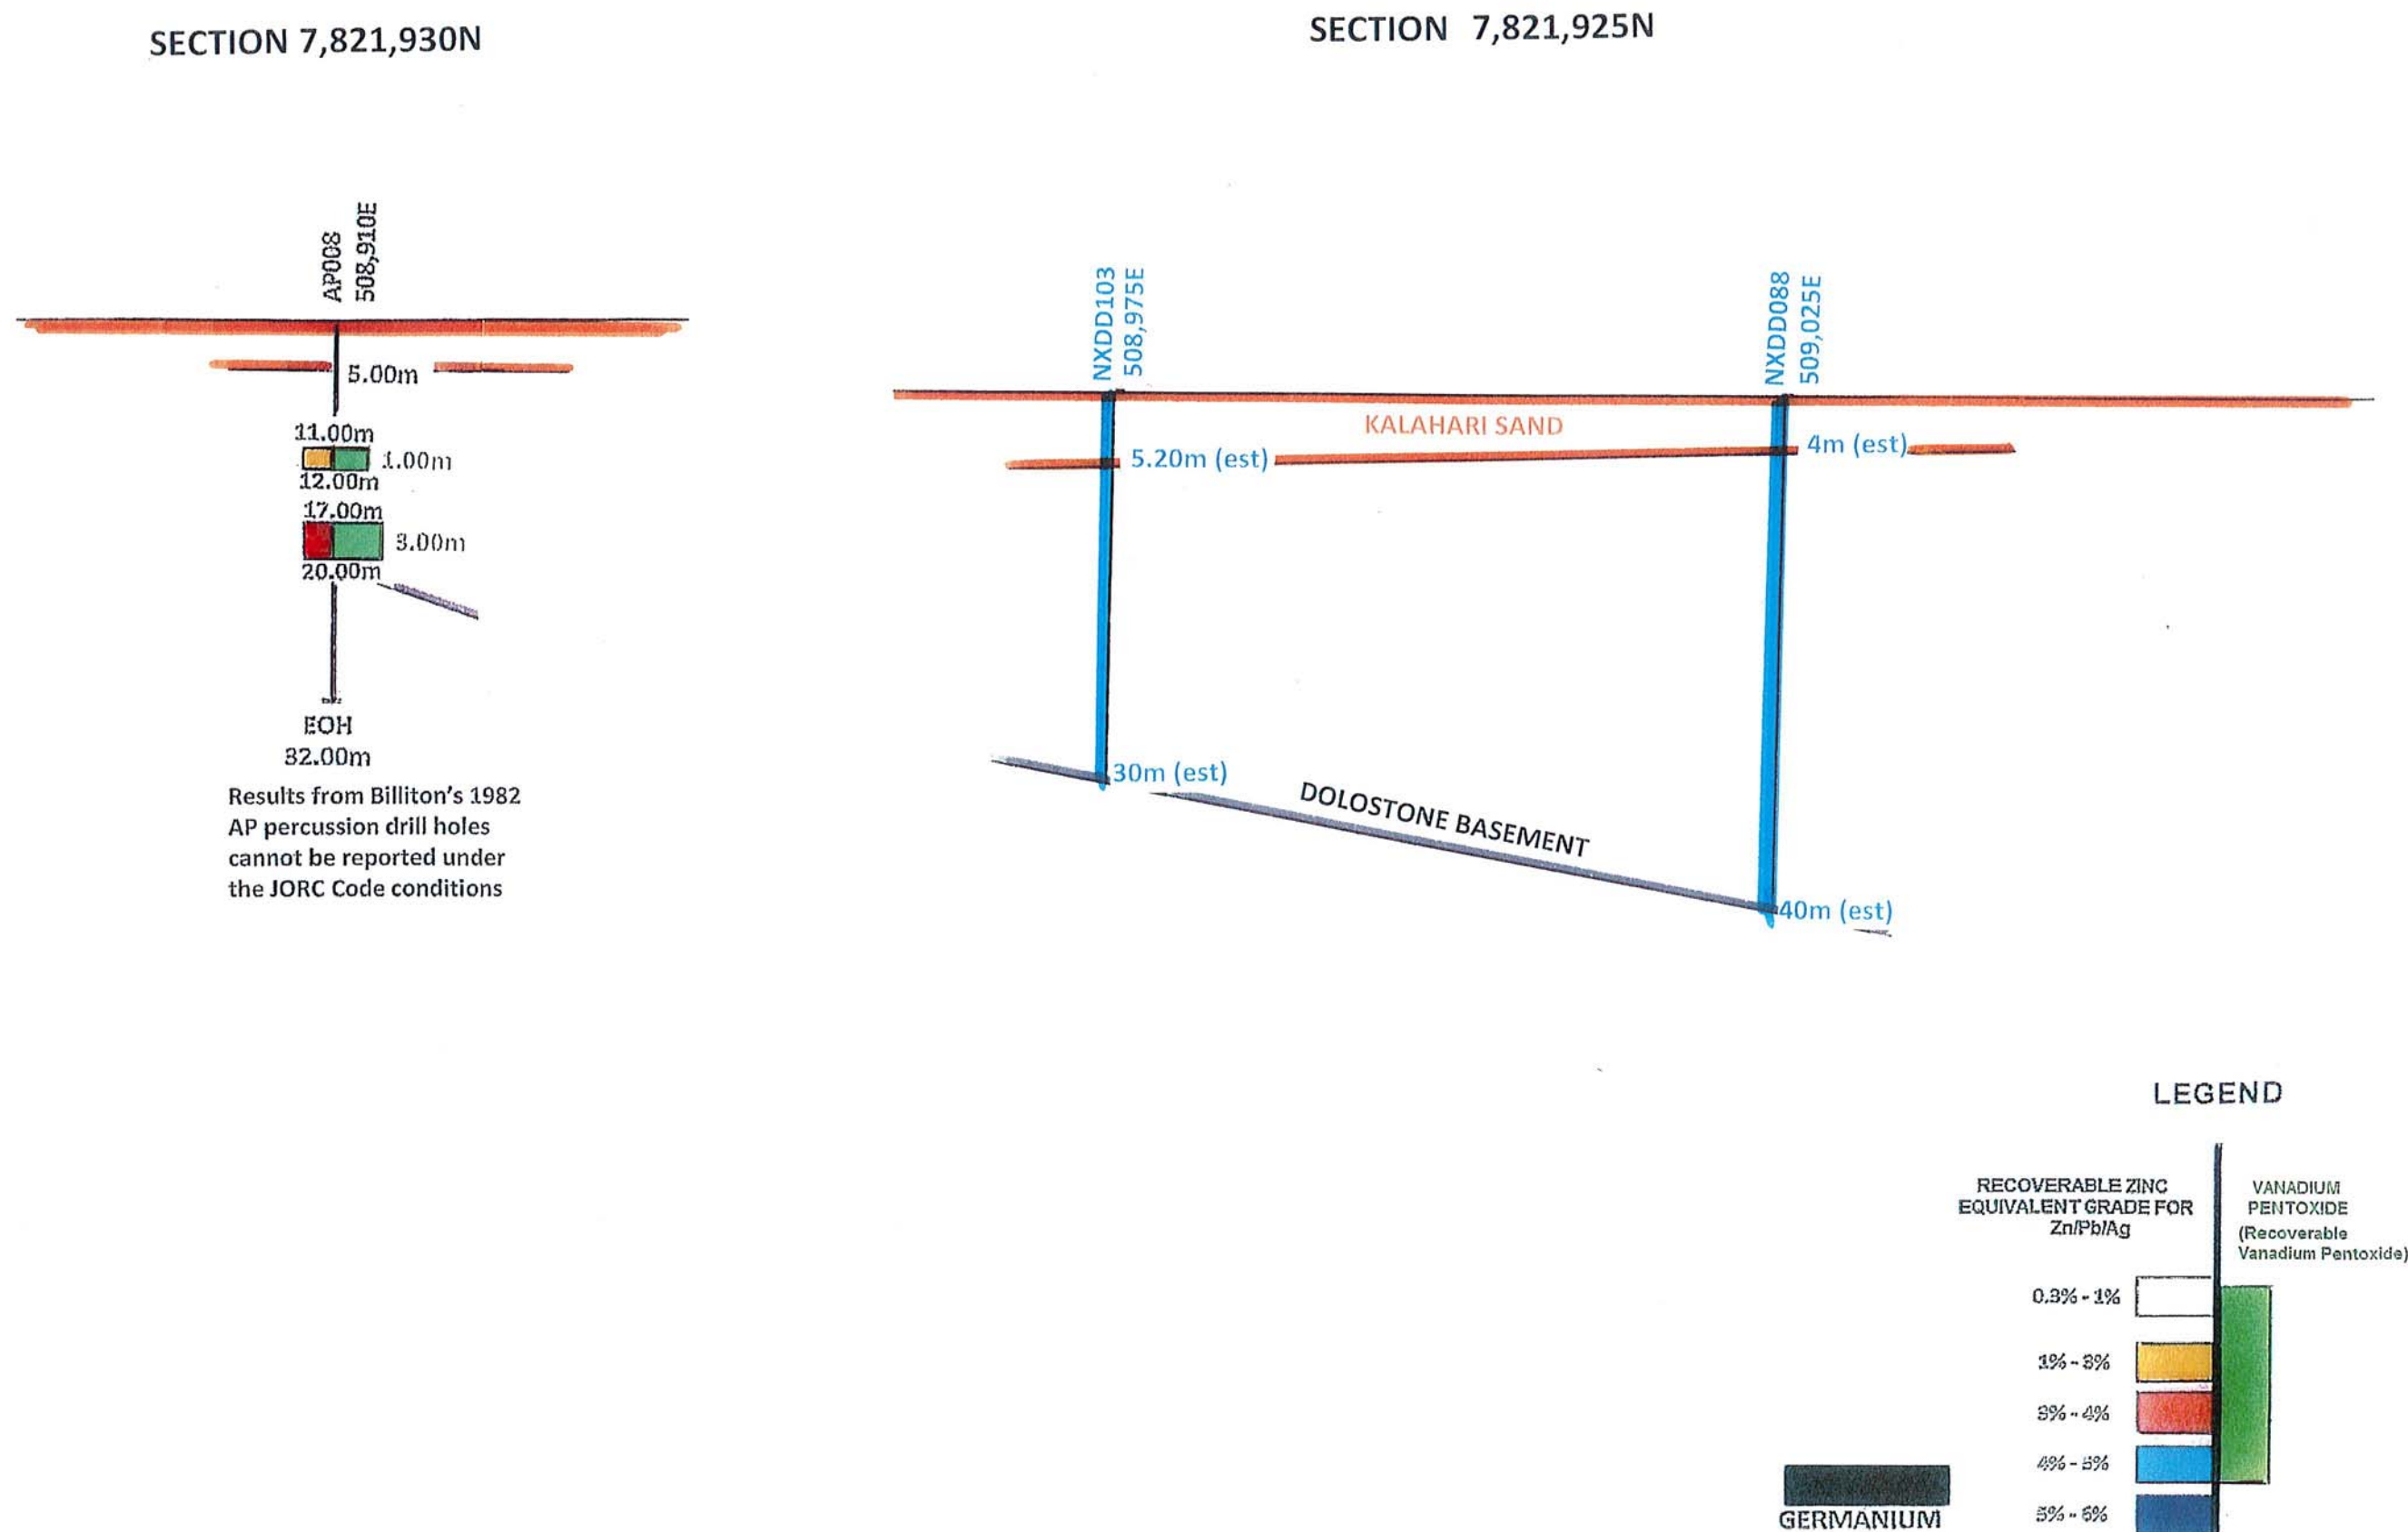 SECTION 7,821,930N
SECTION 7,821,925N
AP008
508,910E
5.00m
11.00m
1.00m
12.00m
17.00m
3.00m
20.00m
EOH
32.00m
Results from Billiton's 1982
AP percussion drill holes
cannot be reported under
the JORC Code conditions
NXDD103
508,975E
NXDD088
509,025E
KALAHARI SAND
5.20m (est)
4m (est)
30m (est)
DOLOSTONE BASEMENT
40m (est)
LEGEND
RECOVERABLE ZINC
EQUIVALENT GRADE FOR
Zn/Pb/Ag
VANADIUM
PENTOXIDE
(Recoverable
Vanadium Pentoxide)
0.3% - 1%
1% - 3%
3% - 4%
4% - 5%
5% - 6%
GERMANIUM